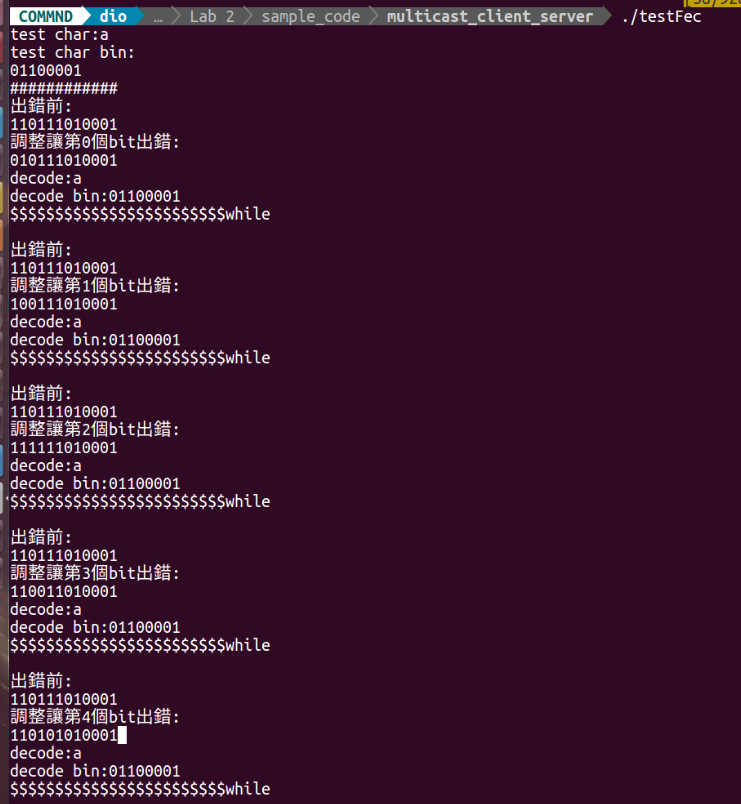 COMMND dio … Lab 2 sample_code multicast_client_server ./testFec
test char:a
test char bin:
01100001
############
出錯前:
110111010001
調整讓第0個bit出錯:
010111010001
decode:a
decode bin:01100001
$$$$$$$$$$$$$$$$$$$$$$$$while

出錯前:
110111010001
調整讓第1個bit出錯:
100111010001
decode:a
decode bin:01100001
$$$$$$$$$$$$$$$$$$$$$$$$while

出錯前:
110111010001
調整讓第2個bit出錯:
111111010001
decode:a
decode bin:01100001
$$$$$$$$$$$$$$$$$$$$$$$$while

出錯前:
110111010001
調整讓第3個bit出錯:
110011010001
decode:a
decode bin:01100001
$$$$$$$$$$$$$$$$$$$$$$$$while

出錯前:
110111010001
調整讓第4個bit出錯:
110101010001
decode:a
decode bin:01100001
$$$$$$$$$$$$$$$$$$$$$$$$while